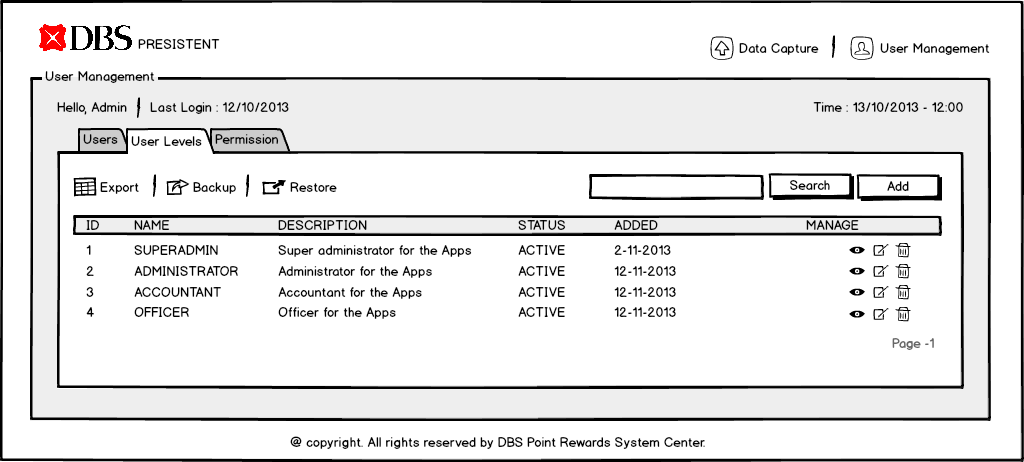 DBS PRESISTENT
Data Capture User Management
User Management
Hello, Admin Last Login : 12/10/2013 Time : 13/10/2013 - 12:00
Users User Levels Permission
Export Backup Restore Search Add
ID NAME DESCRIPTION STATUS ADDED MANAGE
1 SUPERADMIN Super administrator for the Apps ACTIVE 2-11-2013
2 ADMINISTRATOR Administrator for the Apps ACTIVE 12-11-2013
3 ACCOUNTANT Accountant for the Apps ACTIVE 12-11-2013
4 OFFICER Officer for the Apps ACTIVE 12-11-2013
Page -1
@ copyright. All rights reserved by DBS Point Rewards System Center.